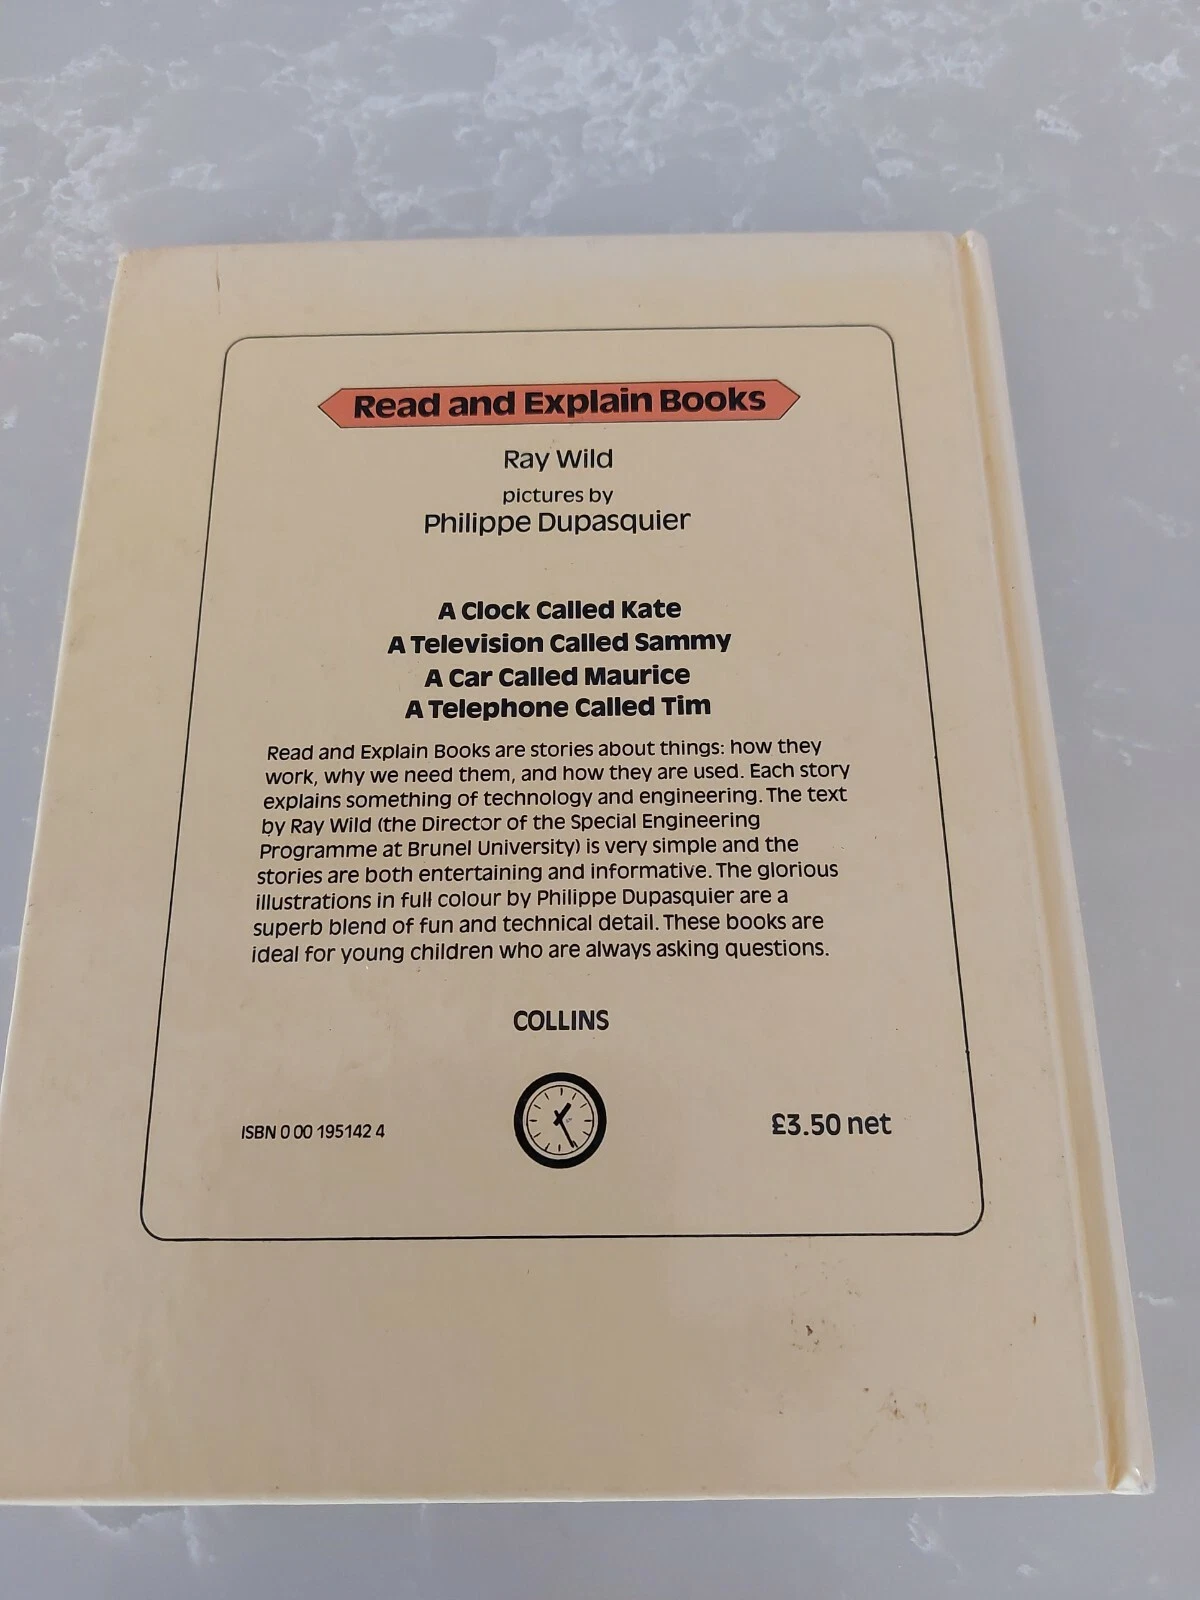 Read and Explain Books
Ray Wild
pictures by
Philippe Dupasquier
A Clock Called Kate
A Television Called Sammy
A Car Called Maurice
A Telephone Called Tim
Read and Explain Books are stories about things: how they
work, why we need them, and how they are used. Each story
explains something of technology and engineering. The text
by Ray Wild (the Director of the Special Engineering
Programme at Brunel University) is very simple and the
stories are both entertaining and informative. The glorious
illustrations in full colour by Philippe Dupasquier are a
superb blend of fun and technical detail. These books are
ideal for young children who are always asking questions.
COLLINS
ISBN 0 00 195142 4
£3.50 net